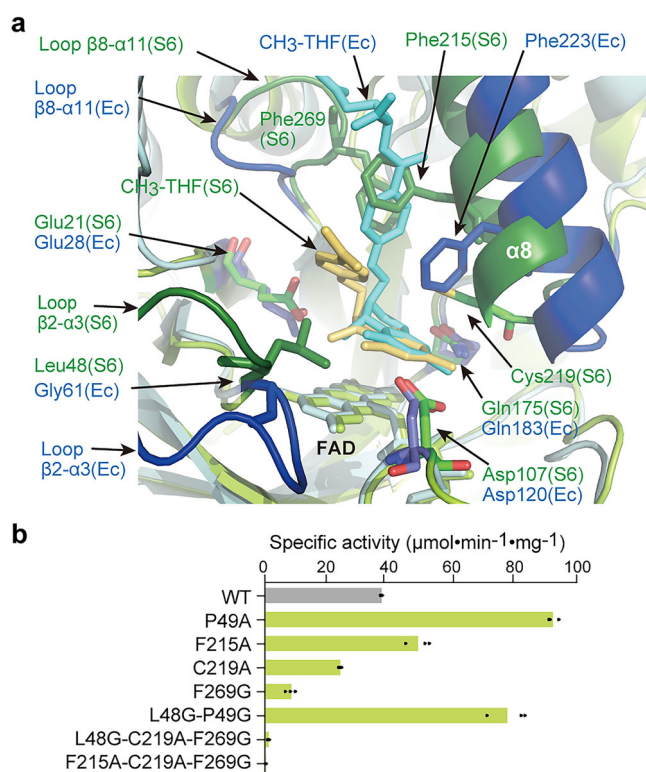 a
Loop β8-α11(S6)
CH3-THF(Ec)
Phe215(S6)
Phe223(Ec)
Loop
β8-α11(Ec)
Phe269
(S6)
CH3-THF(S6)
Glu21(S6)
Glu28(Ec)
α8
Loop
β2-α3(S6)
Leu48(S6)
Gly61(Ec)
Cys219(S6)
Gln175(S6)
Gln183(Ec)
Loop
β2-α3(Ec)
FAD
Asp107(S6)
Asp120(Ec)
b
Specific activity (µmol•min-1•mg-1)
0 20 40 60 80 100
WT
P49A
F215A
C219A
F269G
L48G-P49G
L48G-C219A-F269G
F215A-C219A-F269G